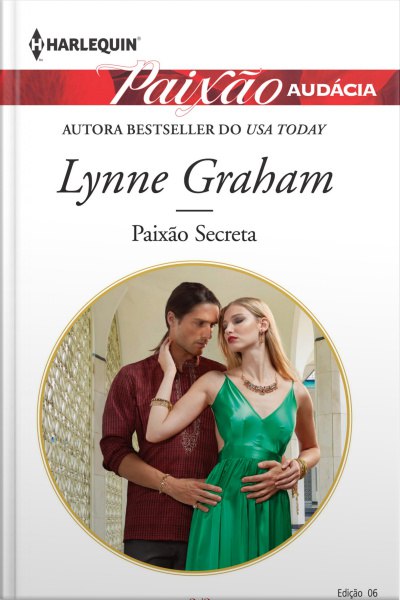 HARLEQUIN
Paixão AUDÁCIA
AUTORA BESTSELLER DO USA TODAY
Lynne Graham
Paixão Secreta
Edição 06